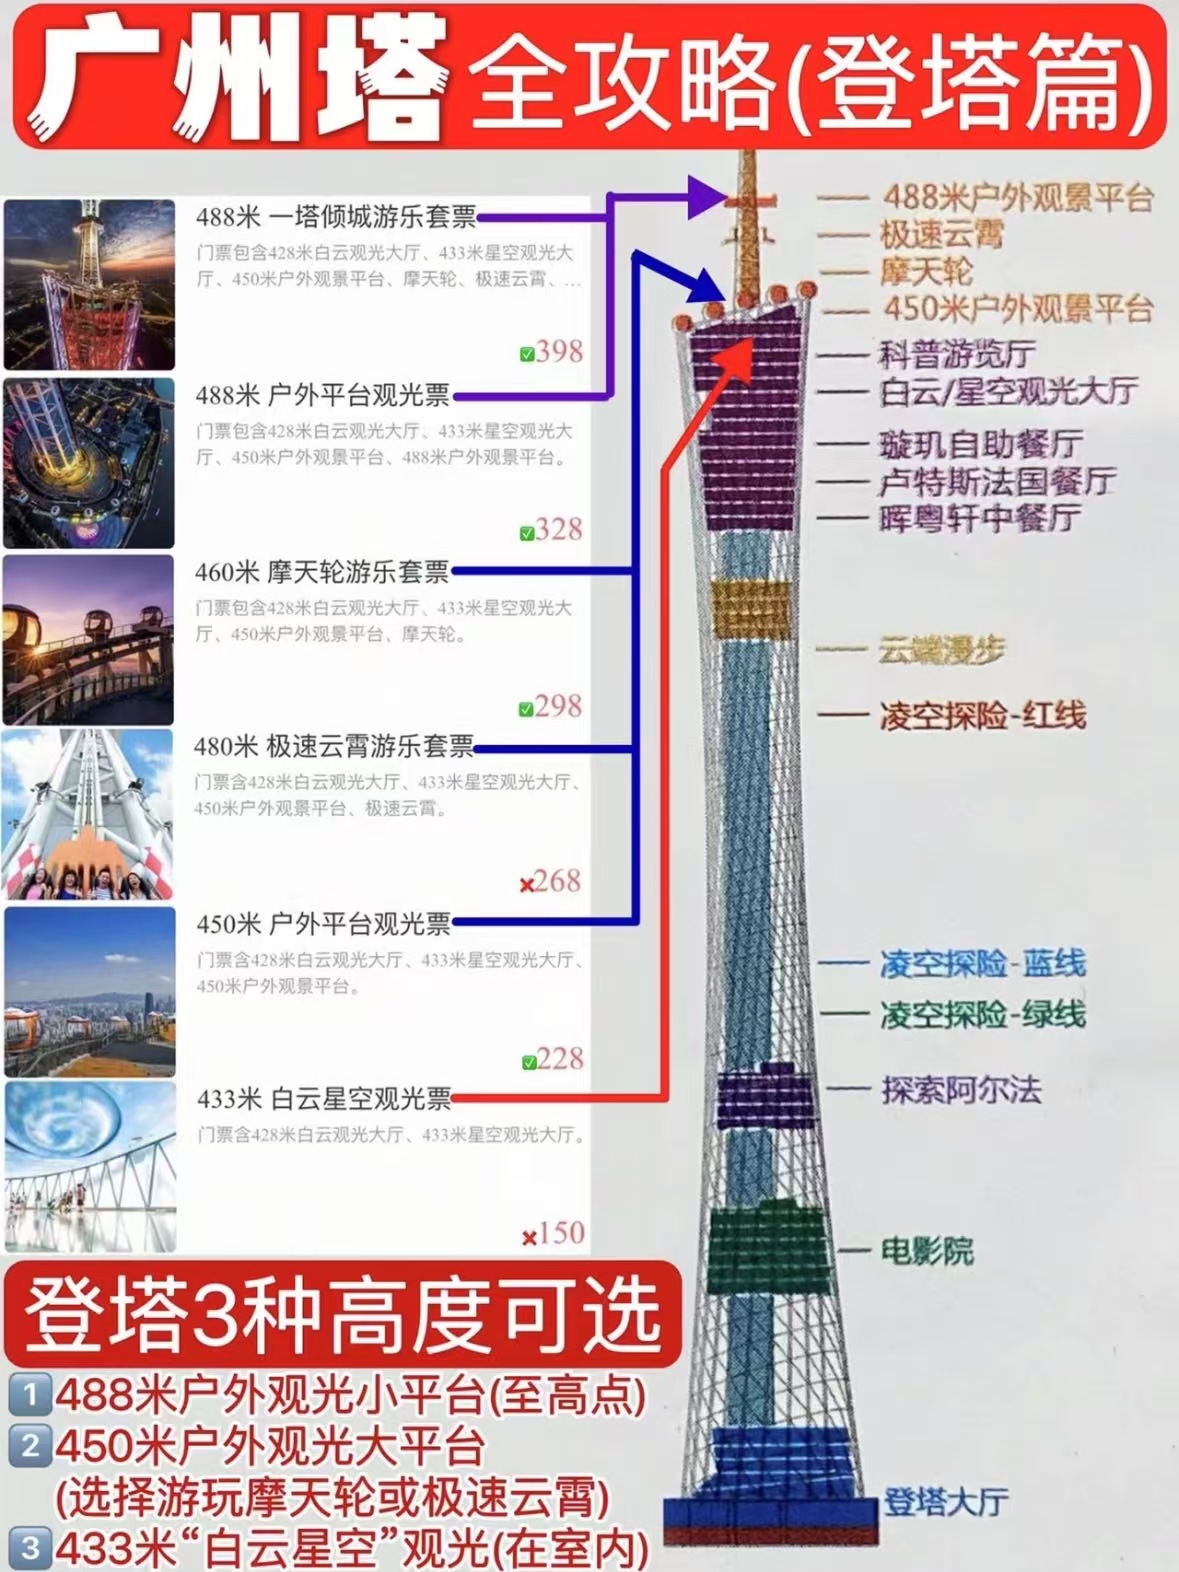 广州塔全攻略(登塔篇)
488米 一塔倾城游乐套票
门票包含428米白云观光大厅、433米星空观光大
厅、450米户外观景平台、摩天轮、极速云霄、...
✅398
488米 户外平台观光票
门票包含428米白云观光大厅、433米星空观光大
厅、450米户外观景平台、488米户外观景平台。
✅328
460米 摩天轮游乐套票
门票包含428米白云观光大厅、433米星空观光大
厅、450米户外观景平台、摩天轮。
✅298
480米 极速云霄游乐套票
门票含428米白云观光大厅、433米星空观光大厅、
450米户外观景平台、极速云霄。
❌268
450米 户外平台观光票
门票含428米白云观光大厅、433米星空观光大厅、
450米户外观景平台。
✅228
433米 白云星空观光票
门票含428米白云观光大厅、433米星空观光大厅。
❌150
488米户外观景平台
极速云霄
摩天轮
450米户外观景平台
科普游览厅
白云/星空观光大厅
璇玑自助餐厅
卢特斯法国餐厅
晖粤轩中餐厅
云端漫步
凌空探险-红线
凌空探险-蓝线
凌空探险-绿线
探索阿尔法
电影院
登塔大厅
登塔3种高度可选
1 488米户外观光小平台(至高点)
2 450米户外观光大平台
(选择游玩摩天轮或极速云霄)
3 433米“白云星空”观光(在室内)